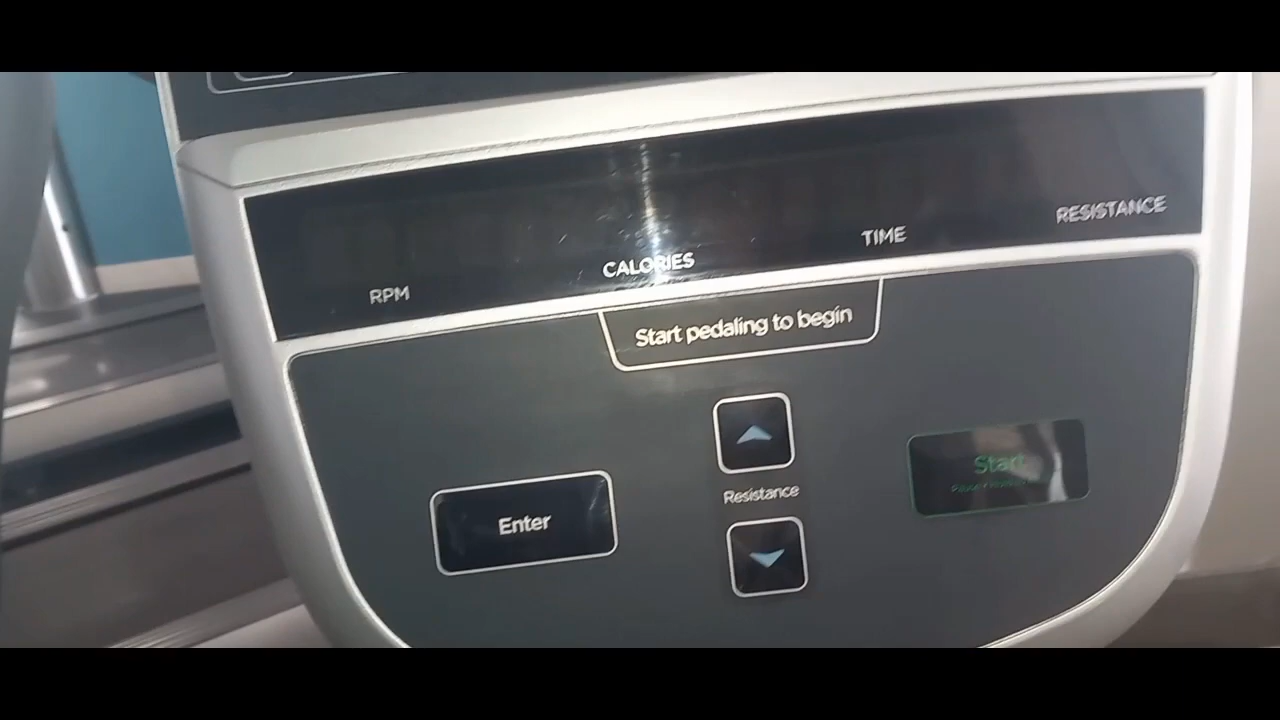 RPM
CALORIES
TIME
RESISTANCE
Start pedaling to begin
Enter
Resistance
Start